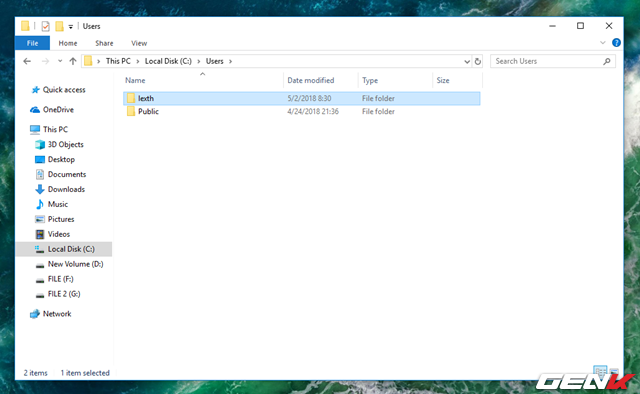 Users
File Home Share View
This PC Local Disk (C:) Users Search Users
Name Date modified Type Size
lexth 5/2/2018 8:30 File folder
Public 4/24/2018 21:36 File folder
Quick access
OneDrive
This PC
3D Objects
Desktop
Documents
Downloads
Music
Pictures
Videos
Local Disk (C:)
New Volume (D:)
FILE (F:)
FILE 2 (G:)
Network
2 items 1 item selected
GENK